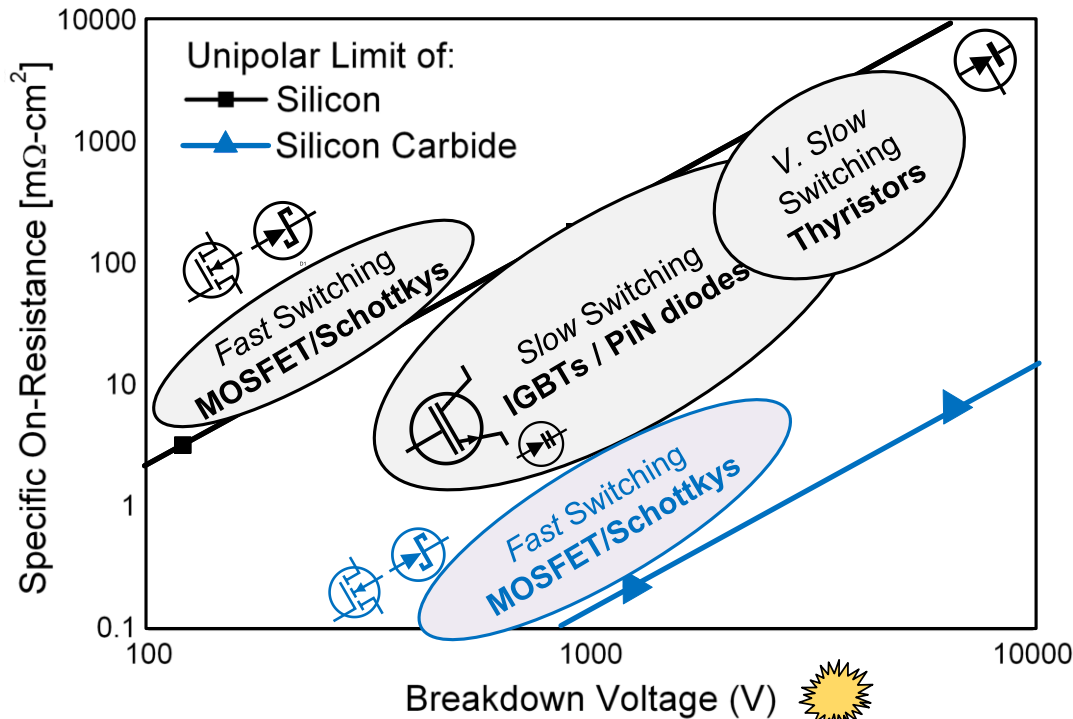 10000
1000
100
10
1
0.1
Specific On-Resistance [mΩ-cm²]
Unipolar Limit of:
Silicon
Silicon Carbide
V. Slow
Switching
Thyristors
Fast Switching
MOSFET/Schottkys
Slow Switching
IGBTs / PiN diodes
Fast Switching
MOSFET/Schottkys
100
1000
10000
Breakdown Voltage (V)